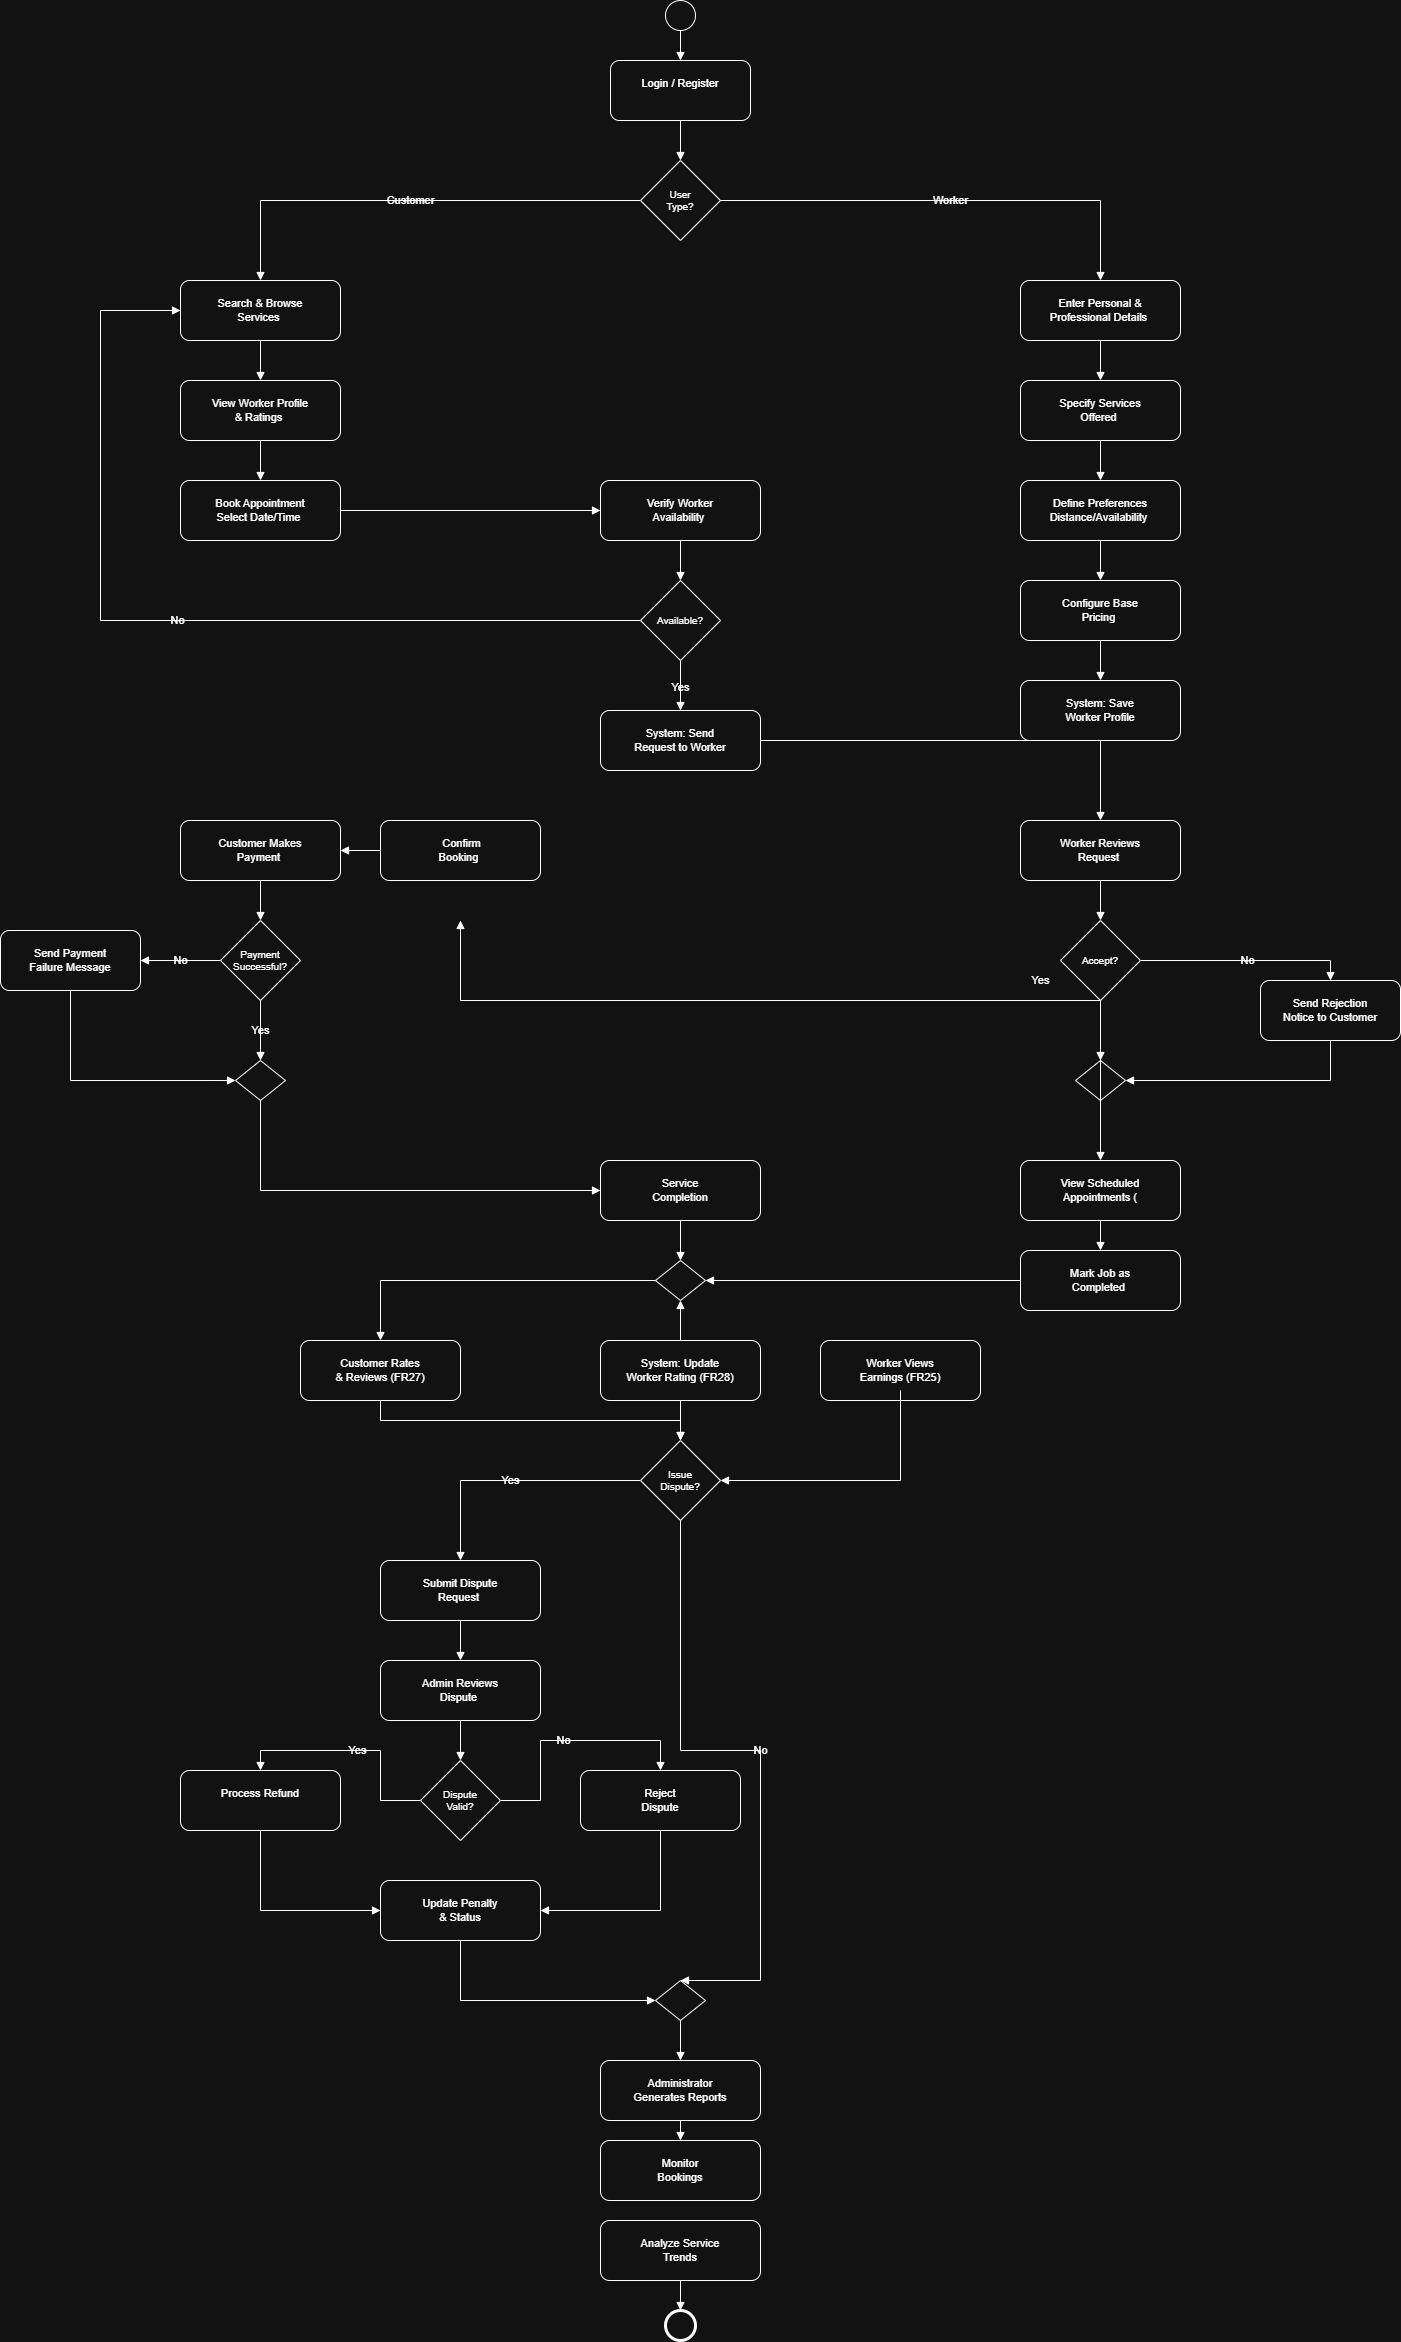 Login / Register
User
Type?
Customer
Worker
Search & Browse
Services
Enter Personal &
Professional Details
View Worker Profile
& Ratings
Specify Services
Offered
Book Appointment
Select Date/Time
Verify Worker
Availability
Define Preferences
Distance/Availability
No
Available?
Configure Base
Pricing
Yes
System: Send
Request to Worker
System: Save
Worker Profile
Customer Makes
Payment
Confirm
Booking
Worker Reviews
Request
Send Payment
Failure Message
No
Payment
Successful?
Accept?
No
Yes
Send Rejection
Notice to Customer
Yes
Service
Completion
View Scheduled
Appointments (
Mark Job as
Completed
Customer Rates
& Reviews (FR27)
System: Update
Worker Rating (FR28)
Worker Views
Earnings (FR25)
Yes
Issue
Dispute?
Submit Dispute
Request
Admin Reviews
Dispute
Yes
No
No
Process Refund
Dispute
Valid?
Reject
Dispute
Update Penalty
& Status
Administrator
Generates Reports
Monitor
Bookings
Analyze Service
Trends